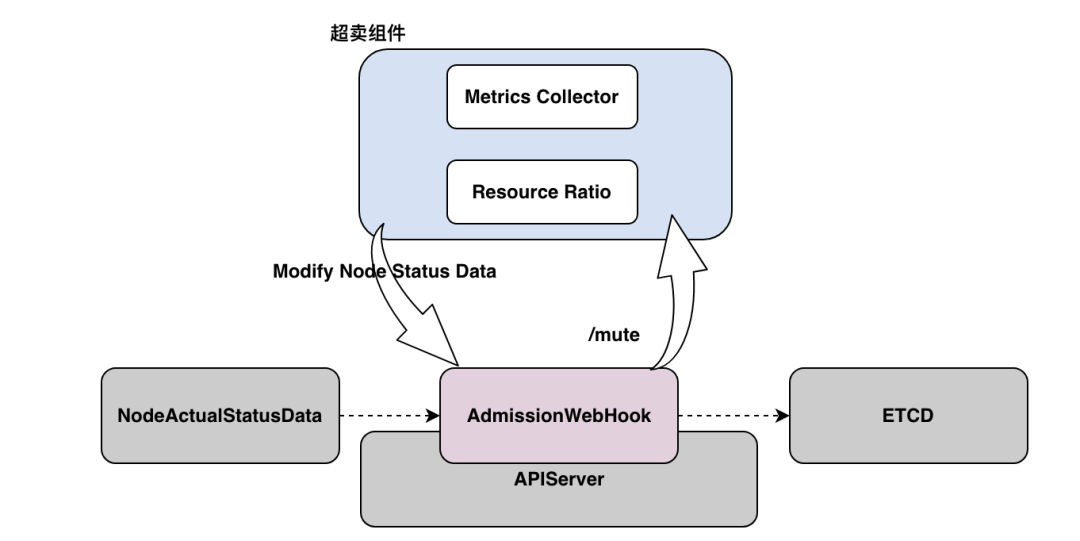 超卖组件
Metrics Collector
Resource Ratio
Modify Node Status Data
/mute
NodeActualStatusData
AdmissionWebHook
ETCD
APIServer